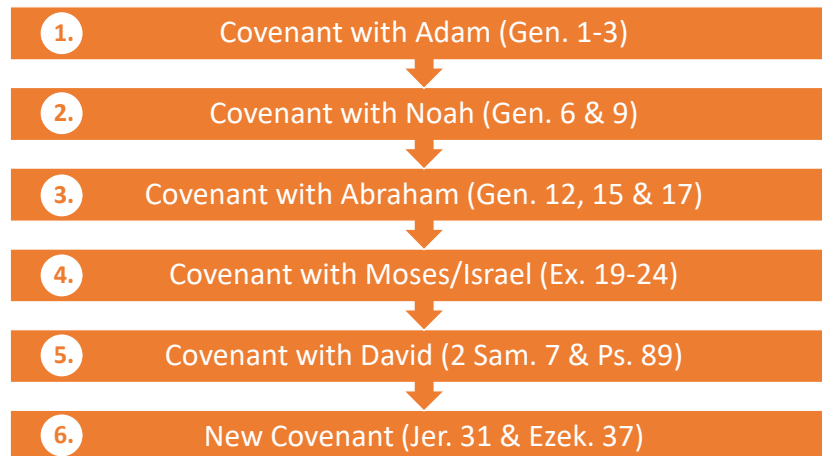 1. Covenant with Adam (Gen. 1-3)
2. Covenant with Noah (Gen. 6 & 9)
3. Covenant with Abraham (Gen. 12, 15 & 17)
4. Covenant with Moses/Israel (Ex. 19-24)
5. Covenant with David (2 Sam. 7 & Ps. 89)
6. New Covenant (Jer. 31 & Ezek. 37)